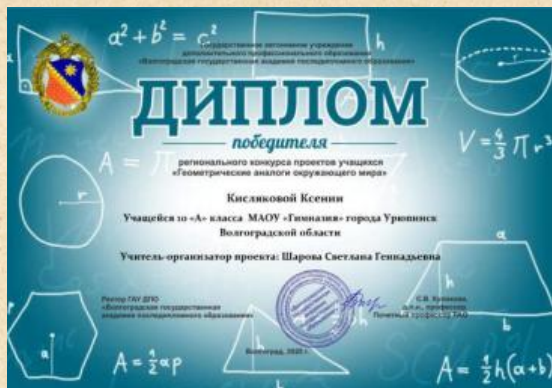 a² + b² = c²
Государственное автономное учреждение
дополнительного профессионального образования
«Волгоградская государственная академия последипломного образования»
h
r
ДИПЛОМ
победителя
V = 4/3 π r³
A = π
регионального конкурса проектов учащихся
«Геометрические аналоги окружающего мира»
r
Кисляковой Ксении
Учащейся 10 «А» класса МАОУ «Гимназия» города Урюпинск
Волгоградской области
a
Учитель-организатор проекта: Шарова Светлана Геннадьевна
h
Ректор ГАУ ДПО
«Волгоградская государственная
академия последипломного образования»
С.В. Куликова,
д.п.н., профессор
Почетный профессор РАО
b
h
a
Волгоград, 2020 г.
A = 1/2 ap
b
A = 1/2 h(a+b)